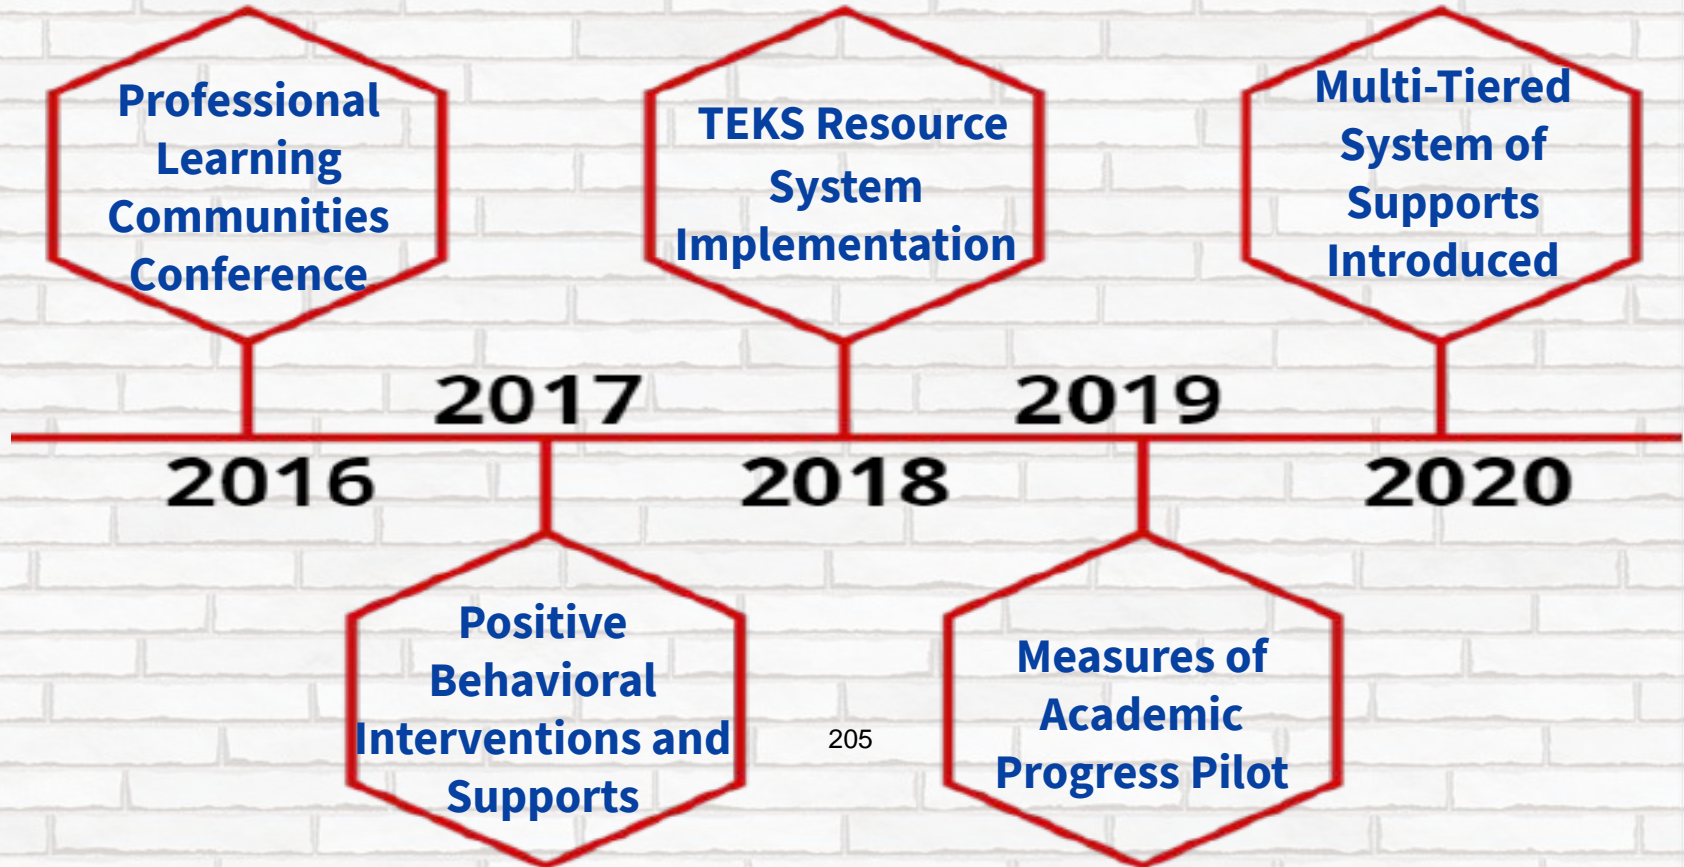 Professional
Learning
Communities
Conference
TEKS Resource
System
Implementation
Multi-Tiered
System of
Supports
Introduced
2017
2019
2016
2018
2020
Positive
Behavioral
Interventions and
Supports
205
Measures of
Academic
Progress Pilot